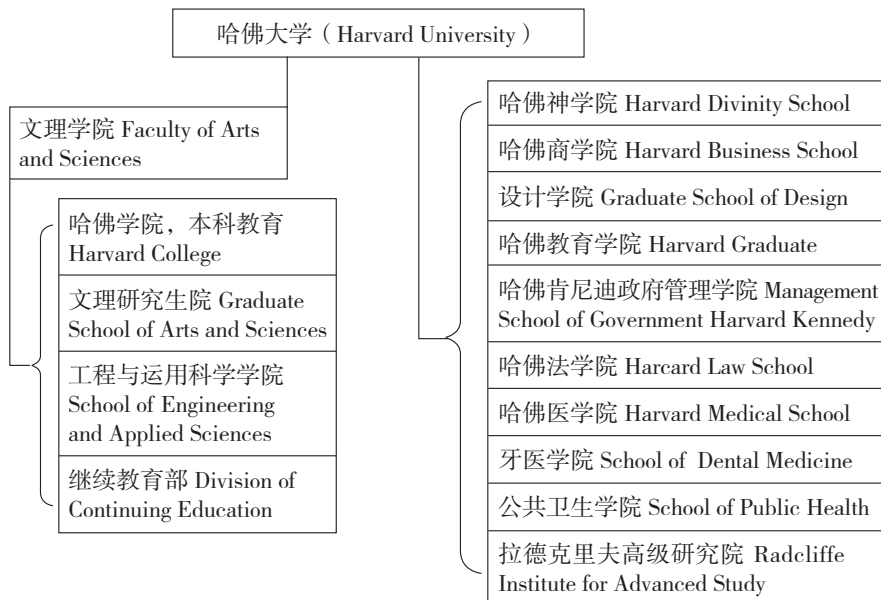 哈佛大学（Harvard University）
文理学院 Faculty of Arts
and Sciences
哈佛学院，本科教育
Harvard College
文理研究生院 Graduate
School of Arts and Sciences
工程与运用科学学院
School of Engineering
and Applied Sciences
继续教育部 Division of
Continuing Education
哈佛神学院 Harvard Divinity School
哈佛商学院 Harvard Business School
设计学院 Graduate School of Design
哈佛教育学院 Harvard Graduate
哈佛肯尼迪政府管理学院 Management
School of Government Harvard Kennedy
哈佛法学院 Harcard Law School
哈佛医学院 Harvard Medical School
牙医学院 School of Dental Medicine
公共卫生学院 School of Public Health
拉德克里夫高级研究院 Radcliffe
Institute for Advanced Study